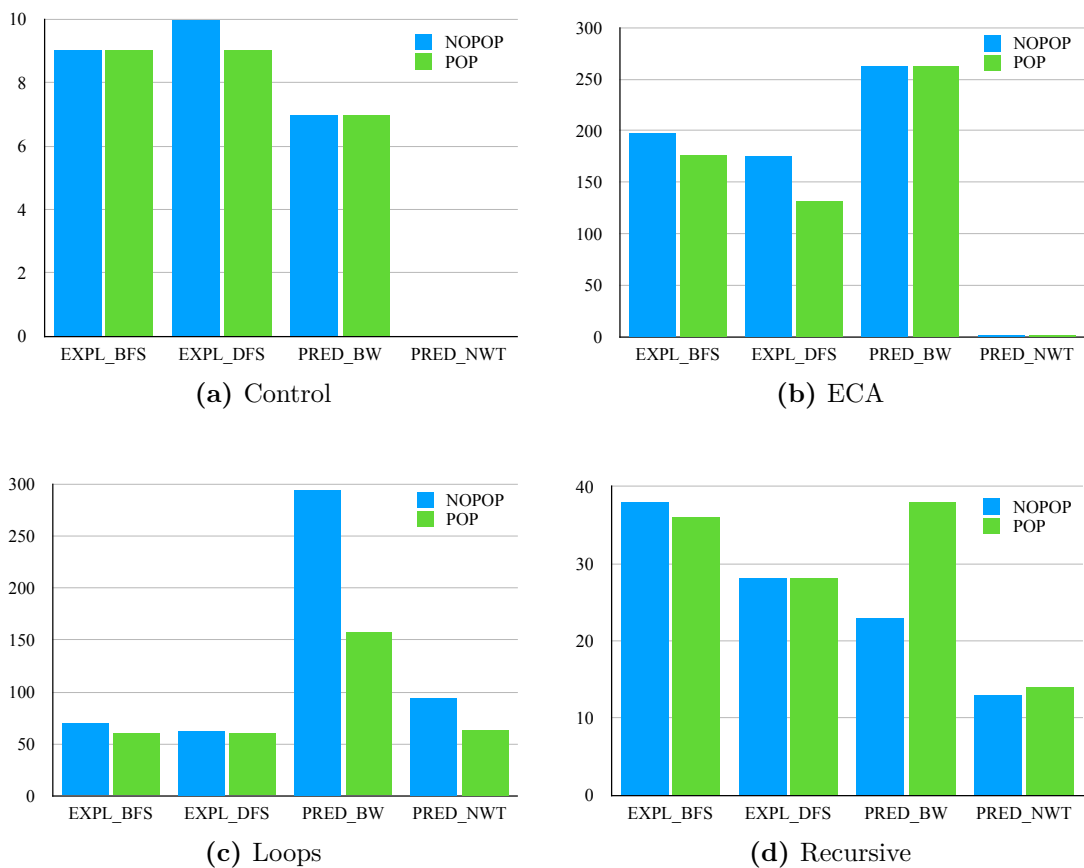 10
8
6
4
2
0
NOPOP
POP
EXPL_BFS EXPL_DFS PRED_BW PRED_NWT
(a) Control
300
250
200
150
100
50
0
NOPOP
POP
EXPL_BFS EXPL_DFS PRED_BW PRED_NWT
(b) ECA
300
250
200
150
100
50
0
NOPOP
POP
EXPL_BFS EXPL_DFS PRED_BW PRED_NWT
(c) Loops
40
30
20
10
0
NOPOP
POP
EXPL_BFS EXPL_DFS PRED_BW PRED_NWT
(d) Recursive